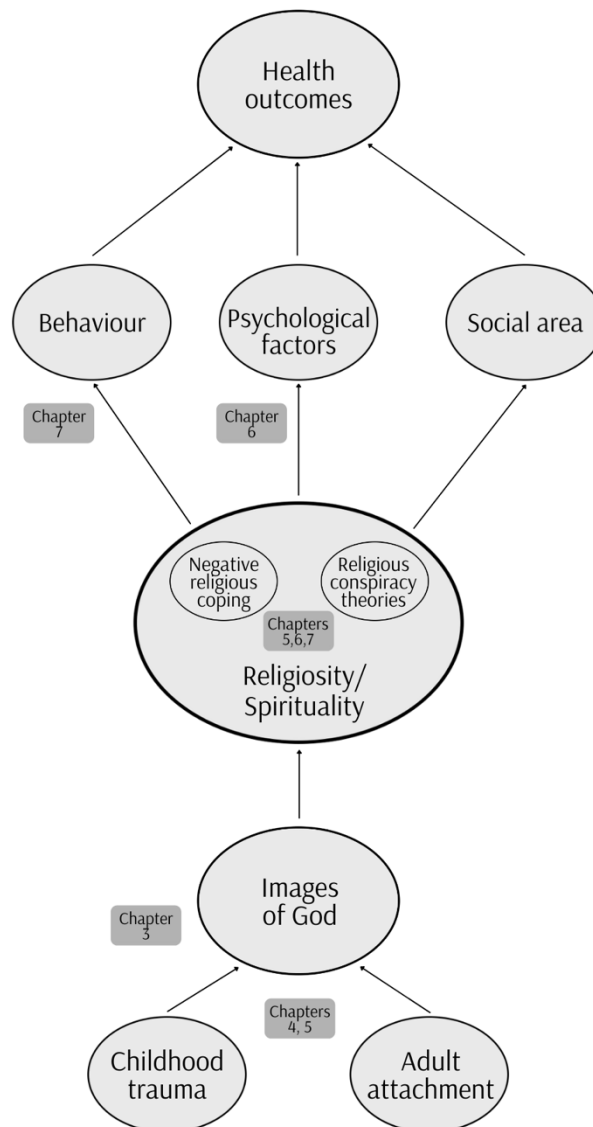 Health
outcomes
Behaviour
Psychological
factors
Social area
Chapter
7
Chapter
6
Negative
religious
coping
Religious
conspiracy
theories
Chapters
5,6,7
Religiosity/
Spirituality
Images
of God
Chapter
3
Chapters
4, 5
Childhood
trauma
Adult
attachment